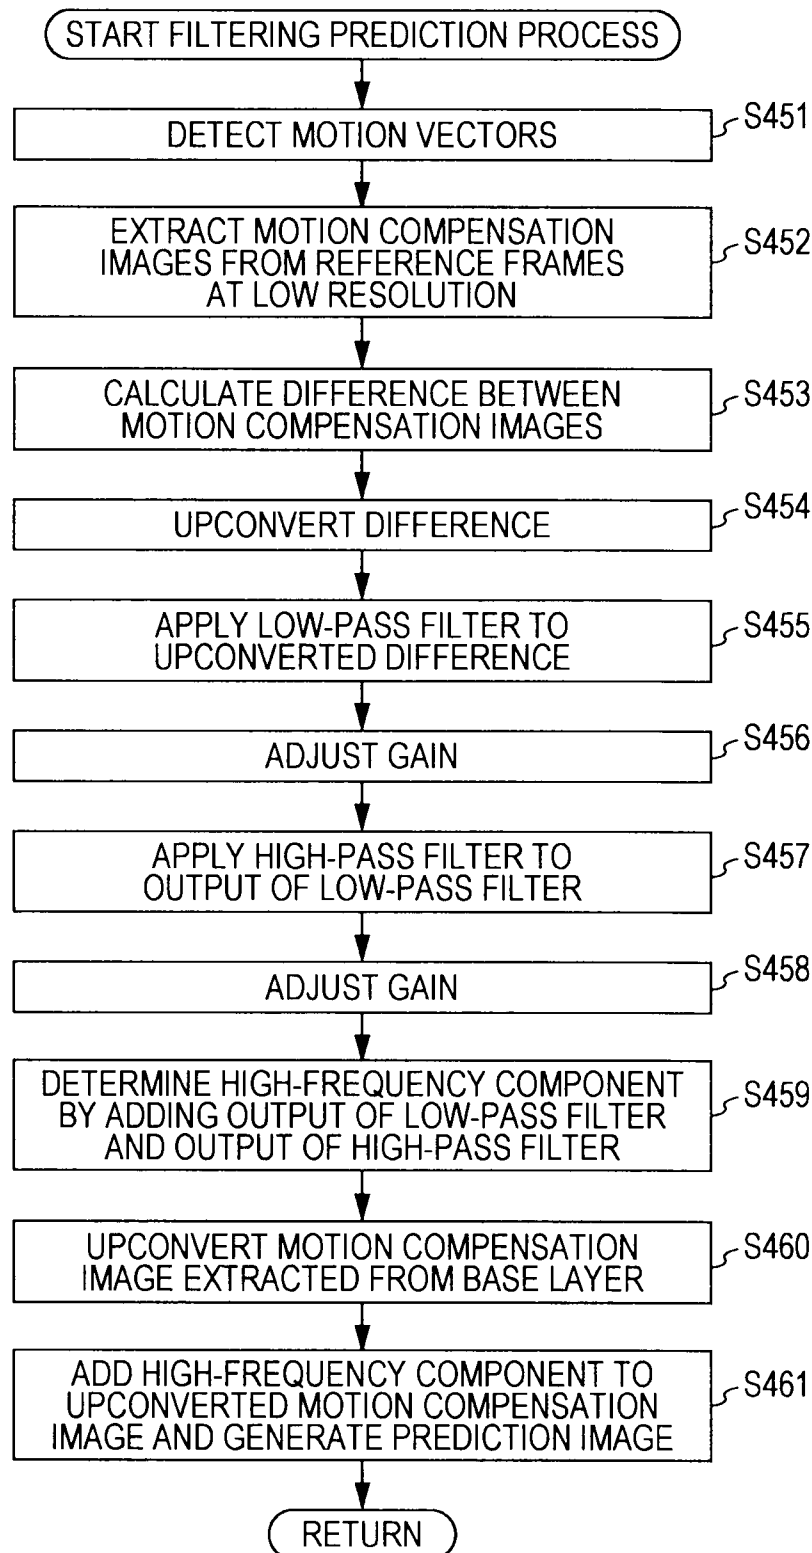 START FILTERING PREDICTION PROCESS
S451
DETECT MOTION VECTORS
S452
EXTRACT MOTION COMPENSATION
IMAGES FROM REFERENCE FRAMES
AT LOW RESOLUTION
S453
CALCULATE DIFFERENCE BETWEEN
MOTION COMPENSATION IMAGES
S454
UPCONVERT DIFFERENCE
S455
APPLY LOW-PASS FILTER TO
UPCONVERTED DIFFERENCE
S456
ADJUST GAIN
S457
APPLY HIGH-PASS FILTER TO
OUTPUT OF LOW-PASS FILTER
S458
ADJUST GAIN
S459
DETERMINE HIGH-FREQUENCY COMPONENT
BY ADDING OUTPUT OF LOW-PASS FILTER
AND OUTPUT OF HIGH-PASS FILTER
S460
UPCONVERT MOTION COMPENSATION
IMAGE EXTRACTED FROM BASE LAYER
S461
ADD HIGH-FREQUENCY COMPONENT TO
UPCONVERTED MOTION COMPENSATION
IMAGE AND GENERATE PREDICTION IMAGE
RETURN